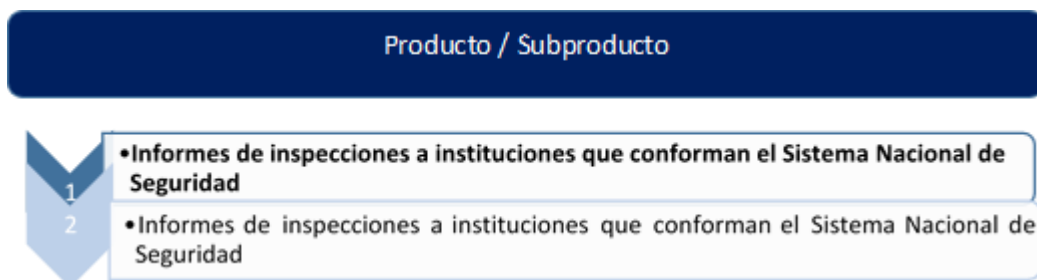 Producto / Subproducto
1
•Informes de inspecciones a instituciones que conforman el Sistema Nacional de
Seguridad
2
•Informes de inspecciones a instituciones que conforman el Sistema Nacional de
Seguridad